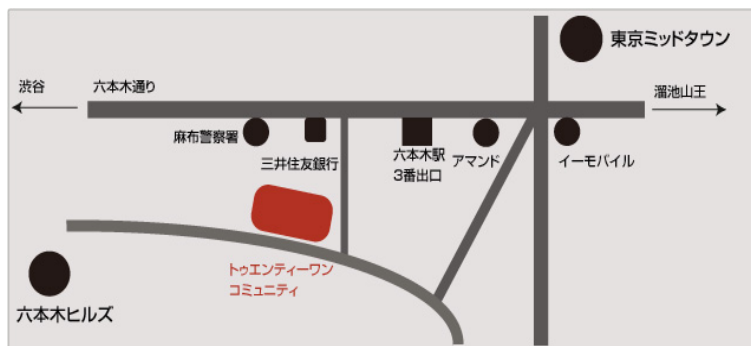 東京ミッドタウン
渋谷
六本木通り
溜池山王
麻布警察署
三井住友銀行
六本木駅
3番出口
アマンド
イーモバイル
トゥエンティーワン
コミュニティ
六本木ヒルズ